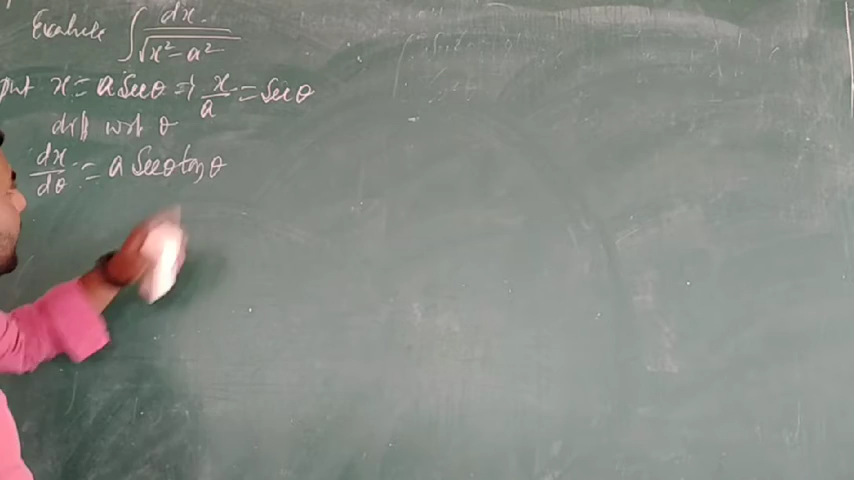 Evaluate ∫ dx / √(x² - a²)
put x = a Secθ ⇒ x/a = Secθ
diff wrt θ
dx/dθ = a Secθ tanθ